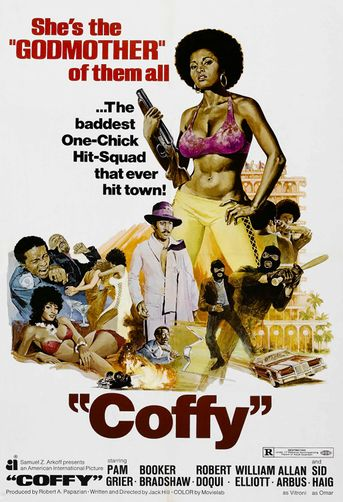 She's the
"GODMOTHER"
of them all
...The
baddest
One-Chick
Hit-Squad
that ever
hit town!
"Coffy"
ai
Samuel Z. Arkoff presents
an American International Picture
"COFFY"
starring
PAM GRIER
BOOKER BRADSHAW
ROBERT DOQUI
WILLIAM ELLIOTT
ALLAN ARBUS
as Vitroni
and
SID HAIG
as Omar
Produced by Robert A. Papazian · Written and Directed by Jack Hill · COLOR by Movielab
R
RESTRICTED